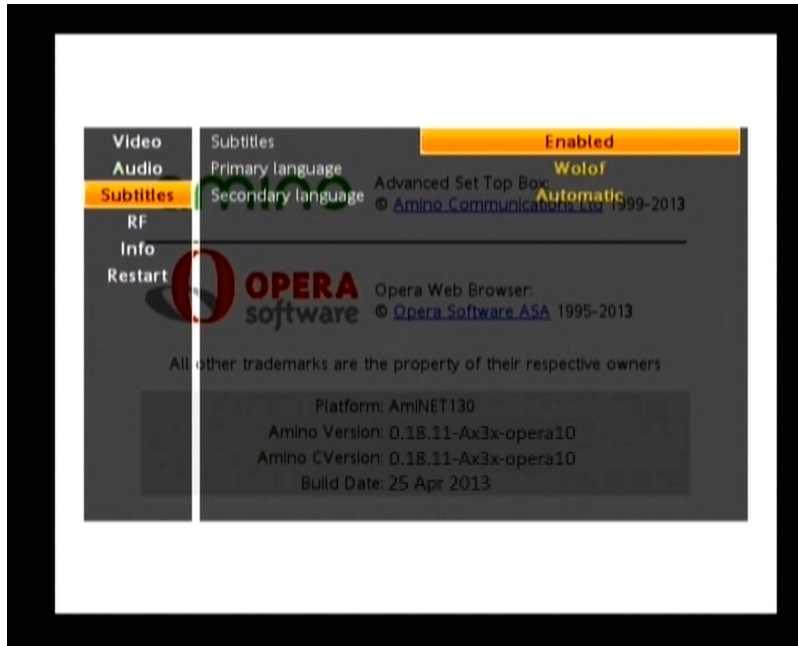 Video
Audio
Subtitles
RF
Info
Restart
Subtitles Enabled
Primary language Wolof
Secondary language Automatic
amino
Advanced Set Top Box:
© Amino Communications Ltd 1999-2013
OPERA
software
Opera Web Browser:
© Opera Software ASA 1995-2013
All other trademarks are the property of their respective owners
Platform: AmiNET130
Amino Version: 0.18.11-Ax3x-opera10
Amino CVersion: 0.18.11-Ax3x-opera10
Build Date: 25 Apr 2013